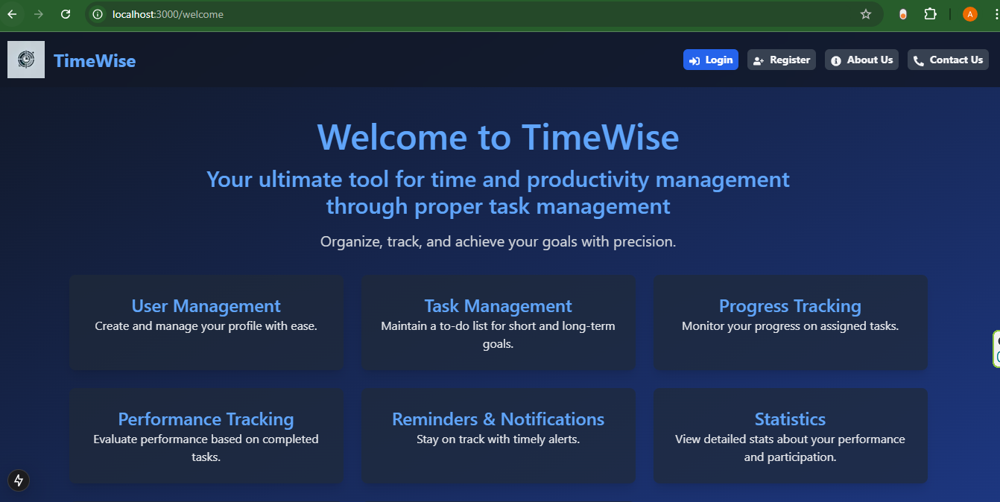 localhost:3000/welcome
A
TimeWise
Login
Register
About Us
Contact Us
Welcome to TimeWise
Your ultimate tool for time and productivity management
through proper task management
Organize, track, and achieve your goals with precision.
User Management
Create and manage your profile with ease.
Task Management
Maintain a to-do list for short and long-term
goals.
Progress Tracking
Monitor your progress on assigned tasks.
Performance Tracking
Evaluate performance based on completed
tasks.
Reminders & Notifications
Stay on track with timely alerts.
Statistics
View detailed stats about your performance
and participation.